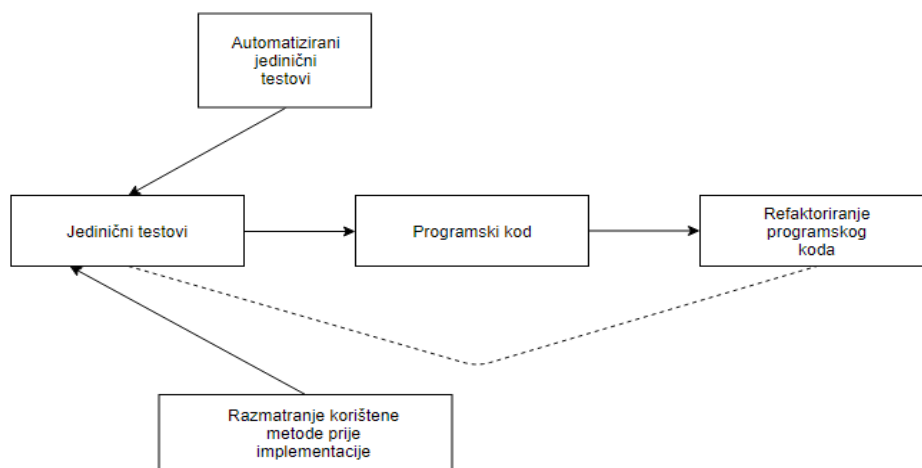 Automatizirani
jedinični
testovi
Jedinični testovi
Programski kod
Refaktoriranje
programskog
koda
Razmatranje korištene
metode prije
implementacije